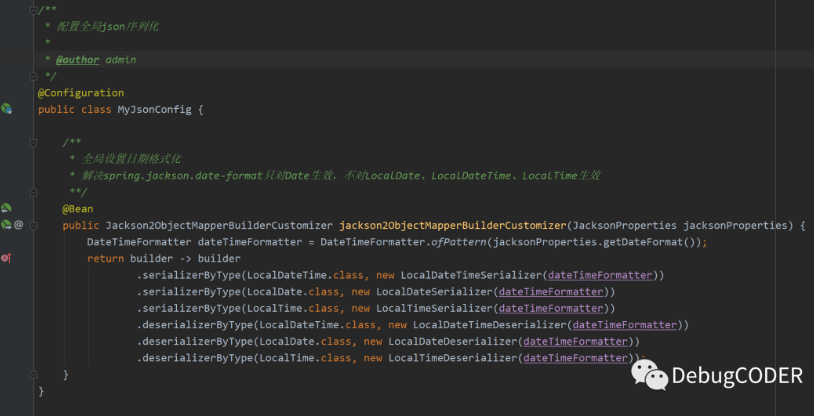 /**
 * 配置全局json序列化
 *
 * @author admin
 */
@Configuration
public class MyJsonConfig {
/**
 * 全局设置日期格式化
 * 解决spring.jackson.date-format只对Date生效，不对LocalDate、LocalDateTime、LocalTime生效
 **/
@Bean
@ public Jackson2ObjectMapperBuilderCustomizer jackson2ObjectMapperBuilderCustomizer(JacksonProperties jacksonProperties) {
DateTimeFormatter dateTimeFormatter = DateTimeFormatter.ofPattern(jacksonProperties.getDateFormat());
return builder -> builder
.serializerByType(LocalDateTime.class, new LocalDateTimeSerializer(dateTimeFormatter))
.serializerByType(LocalDate.class, new LocalDateSerializer(dateTimeFormatter))
.serializerByType(LocalTime.class, new LocalTimeSerializer(dateTimeFormatter))
.deserializerByType(LocalDateTime.class, new LocalDateTimeDeserializer(dateTimeFormatter))
.deserializerByType(LocalDate.class, new LocalDateDeserializer(dateTimeFormatter))
.deserializerByType(LocalTime.class, new LocalTimeDeserializer(dateTimeFormatter));
}
}
DebugCODER